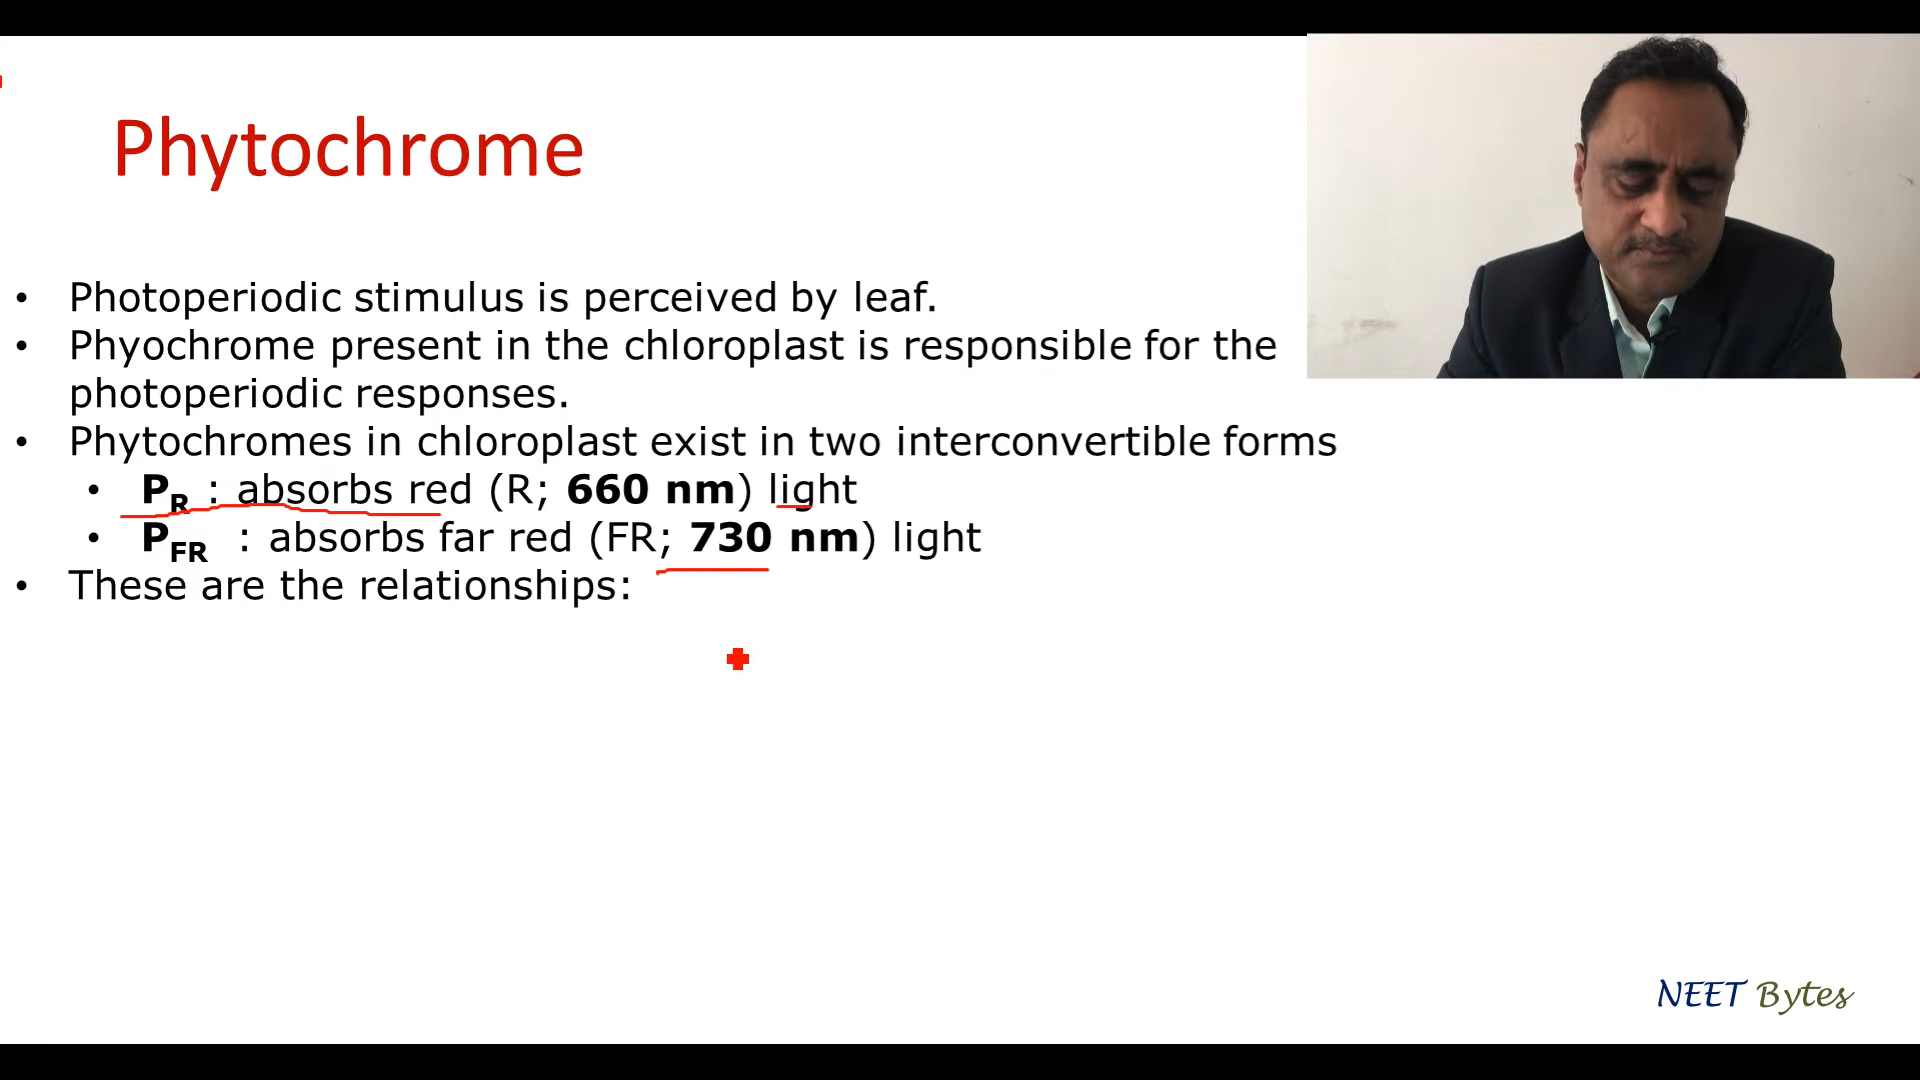 Phytochrome
• Photoperiodic stimulus is perceived by leaf.
• Phyochrome present in the chloroplast is responsible for the
photoperiodic responses.
• Phytochromes in chloroplast exist in two interconvertible forms
• PR : absorbs red (R; 660 nm) light
• PFR : absorbs far red (FR; 730 nm) light
• These are the relationships:
NEET Bytes